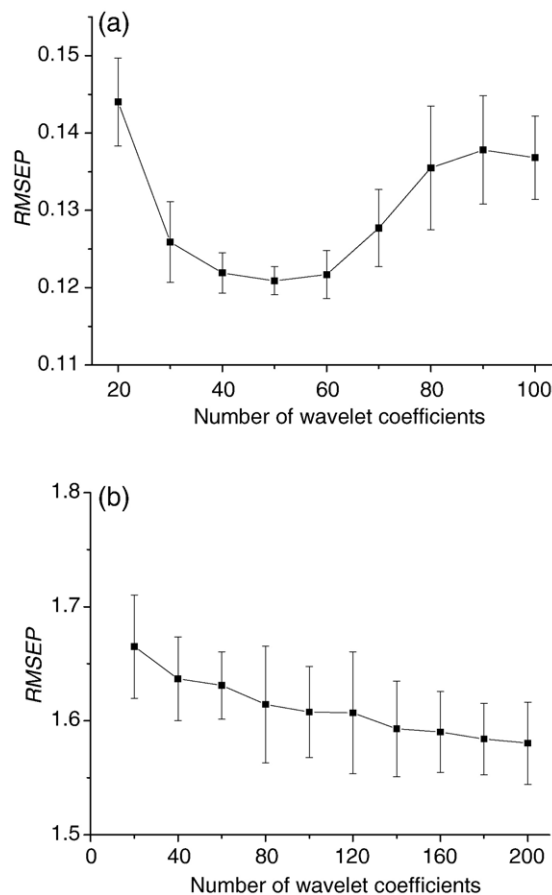 (a)
0.15
0.14
0.13
0.12
0.11
RMSEP
20 40 60 80 100
Number of wavelet coefficients
(b)
1.8
1.7
1.6
1.5
RMSEP
0 40 80 120 160 200
Number of wavelet coefficients